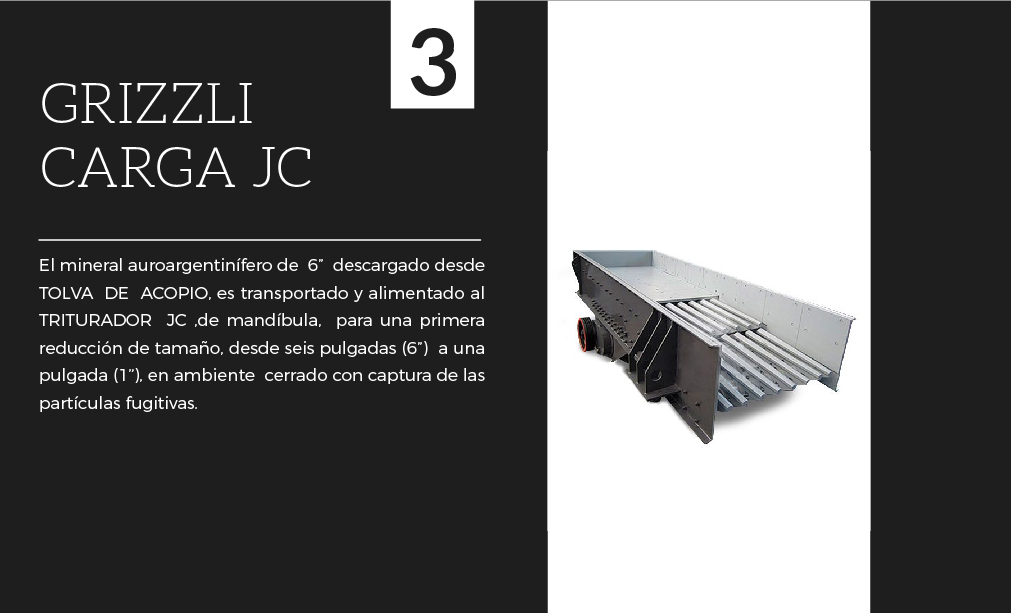 3
GRIZZLI
CARGA JC
El mineral auroargentinífero de 6” descargado desde
TOLVA DE ACOPIO, es transportado y alimentado al
TRITURADOR JC ,de mandíbula, para una primera
reducción de tamaño, desde seis pulgadas (6”) a una
pulgada (1”), en ambiente cerrado con captura de las
partículas fugitivas.